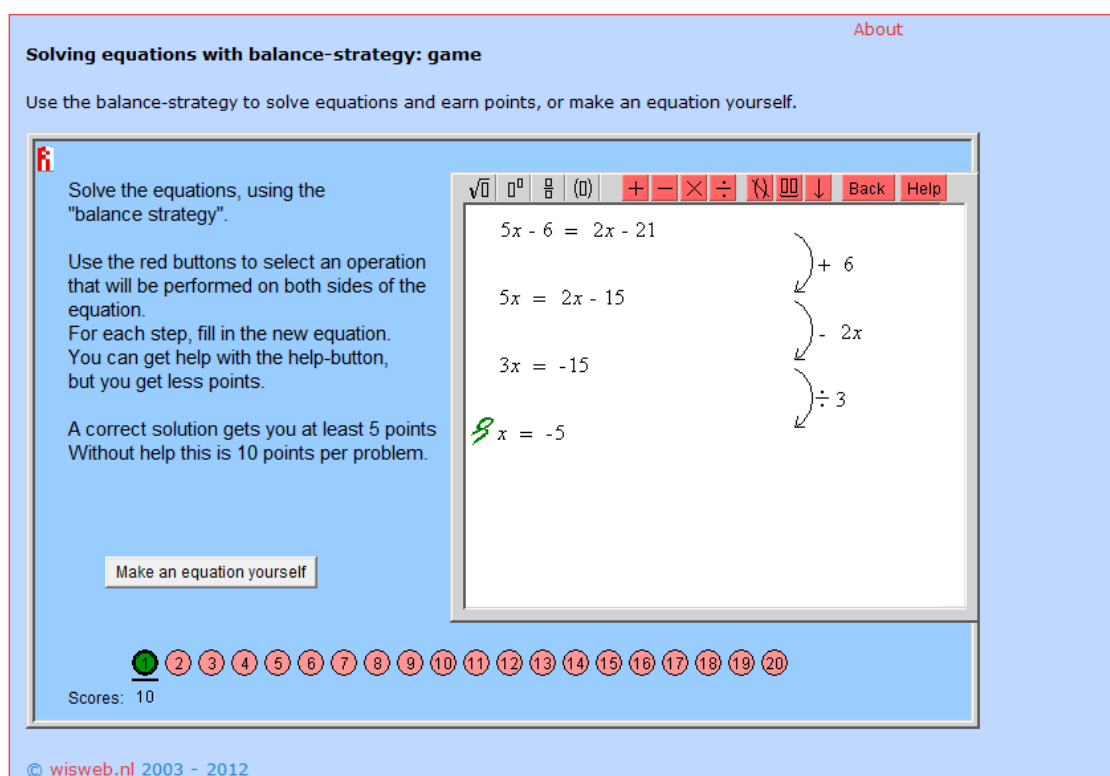 About
Solving equations with balance-strategy: game
Use the balance-strategy to solve equations and earn points, or make an equation yourself.
Solve the equations, using the
"balance strategy".
Use the red buttons to select an operation
that will be performed on both sides of the
equation.
For each step, fill in the new equation.
You can get help with the help-button,
but you get less points.
A correct solution gets you at least 5 points
Without help this is 10 points per problem.
Make an equation yourself
√▯ ▯▯ ▯/▯ (▯) + − × ÷ ↓ Back Help
5x - 6 = 2x - 21
+ 6
5x = 2x - 15
- 2x
3x = -15
÷ 3
x = -5
1 2 3 4 5 6 7 8 9 10 11 12 13 14 15 16 17 18 19 20
Scores: 10
© wisweb.nl 2003 - 2012